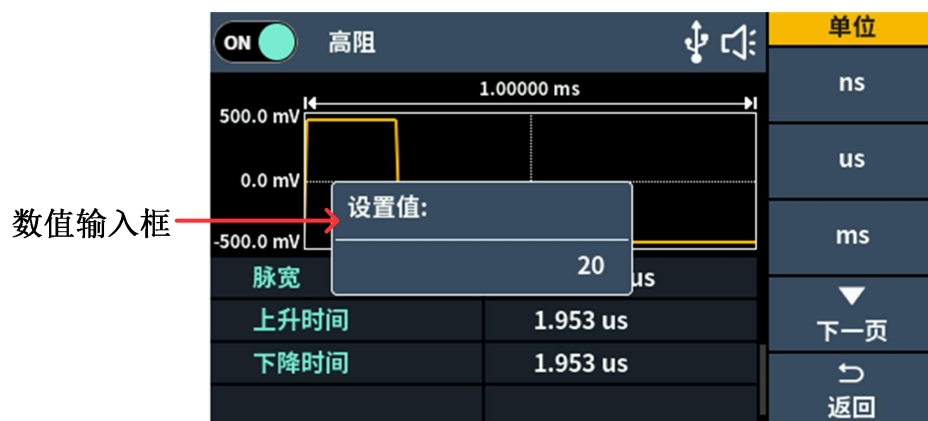 ON 高阻
单位
1.00000 ms
500.0 mV
0.0 mV
-500.0 mV
数值输入框
设置值:
20
脉宽 us
上升时间 1.953 us
下降时间 1.953 us
ns
us
ms
下一页
返回